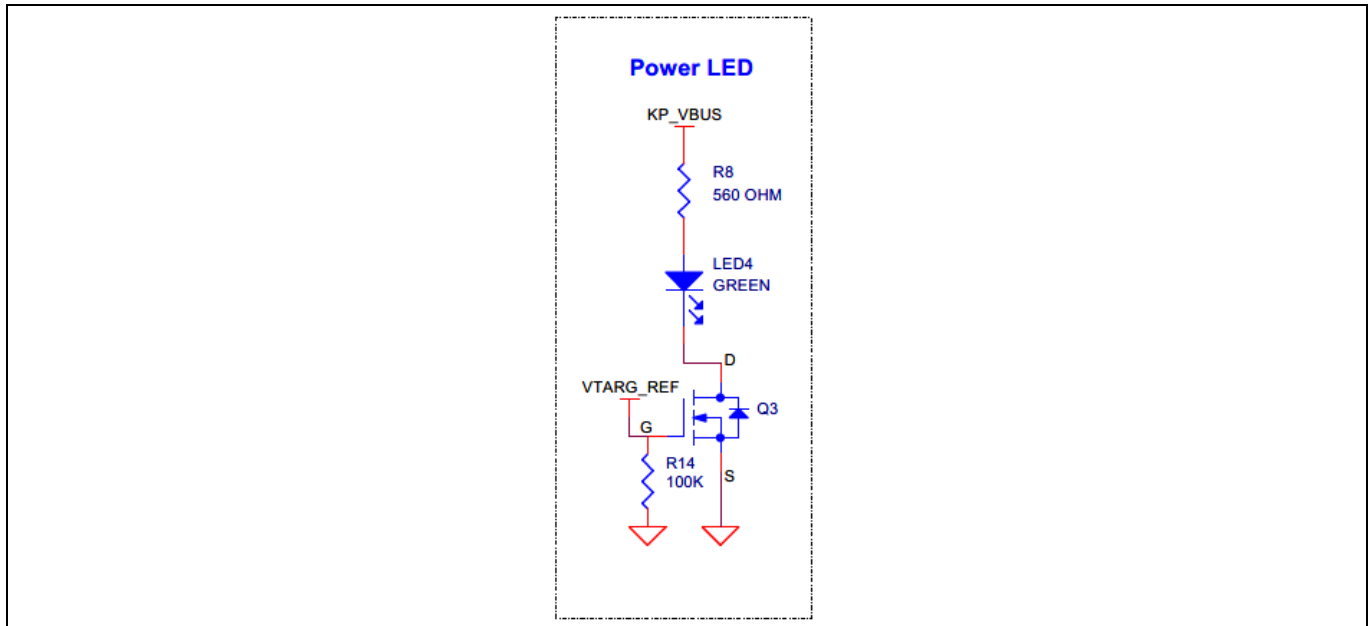 Power LED
KP_VBUS
R8
560 OHM
LED4
GREEN
D
VTARG_REF
Q3
G
R14
100K
S